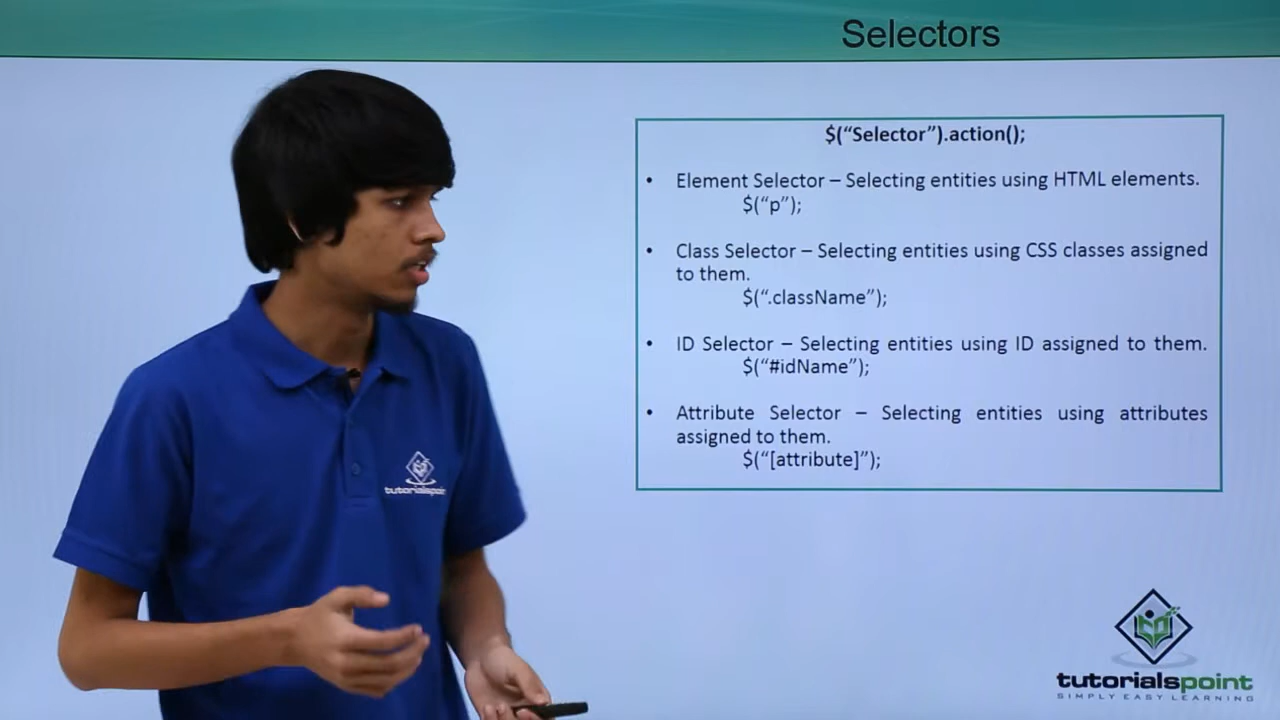 Selectors
$(“Selector”).action();
• Element Selector – Selecting entities using HTML elements.
$(“p”);
• Class Selector – Selecting entities using CSS classes assigned
to them.
$(“.className”);
• ID Selector – Selecting entities using ID assigned to them.
$(“#idName”);
• Attribute Selector – Selecting entities using attributes
assigned to them.
$(“[attribute]”);
tutorialspoint
tutorialspoint
SIMPLY EASY LEARNING